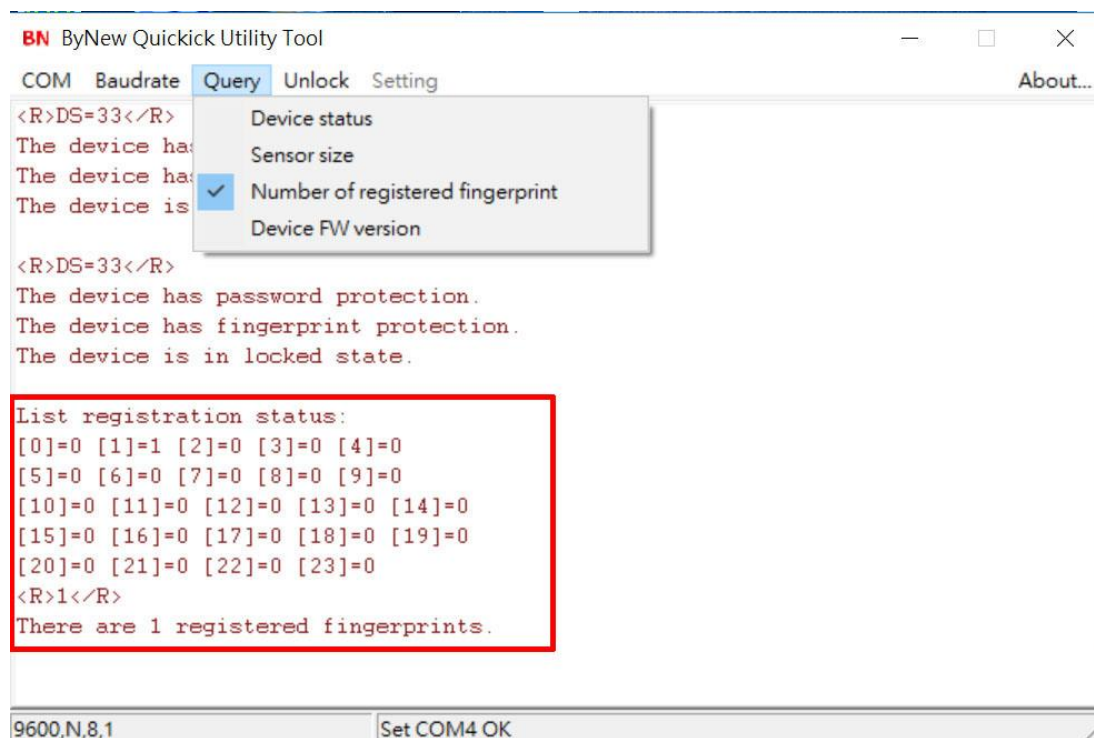 BN ByNew Quickick Utility Tool
COM Baudrate Query Unlock Setting About...
<R>DS=33</R>
The device ha
The device ha
The device is
Device status
Sensor size
Number of registered fingerprint
Device FW version
<R>DS=33</R>
The device has password protection.
The device has fingerprint protection.
The device is in locked state.
List registration status:
[0]=0 [1]=1 [2]=0 [3]=0 [4]=0
[5]=0 [6]=0 [7]=0 [8]=0 [9]=0
[10]=0 [11]=0 [12]=0 [13]=0 [14]=0
[15]=0 [16]=0 [17]=0 [18]=0 [19]=0
[20]=0 [21]=0 [22]=0 [23]=0
<R>1</R>
There are 1 registered fingerprints.
9600,N,8,1 Set COM4 OK